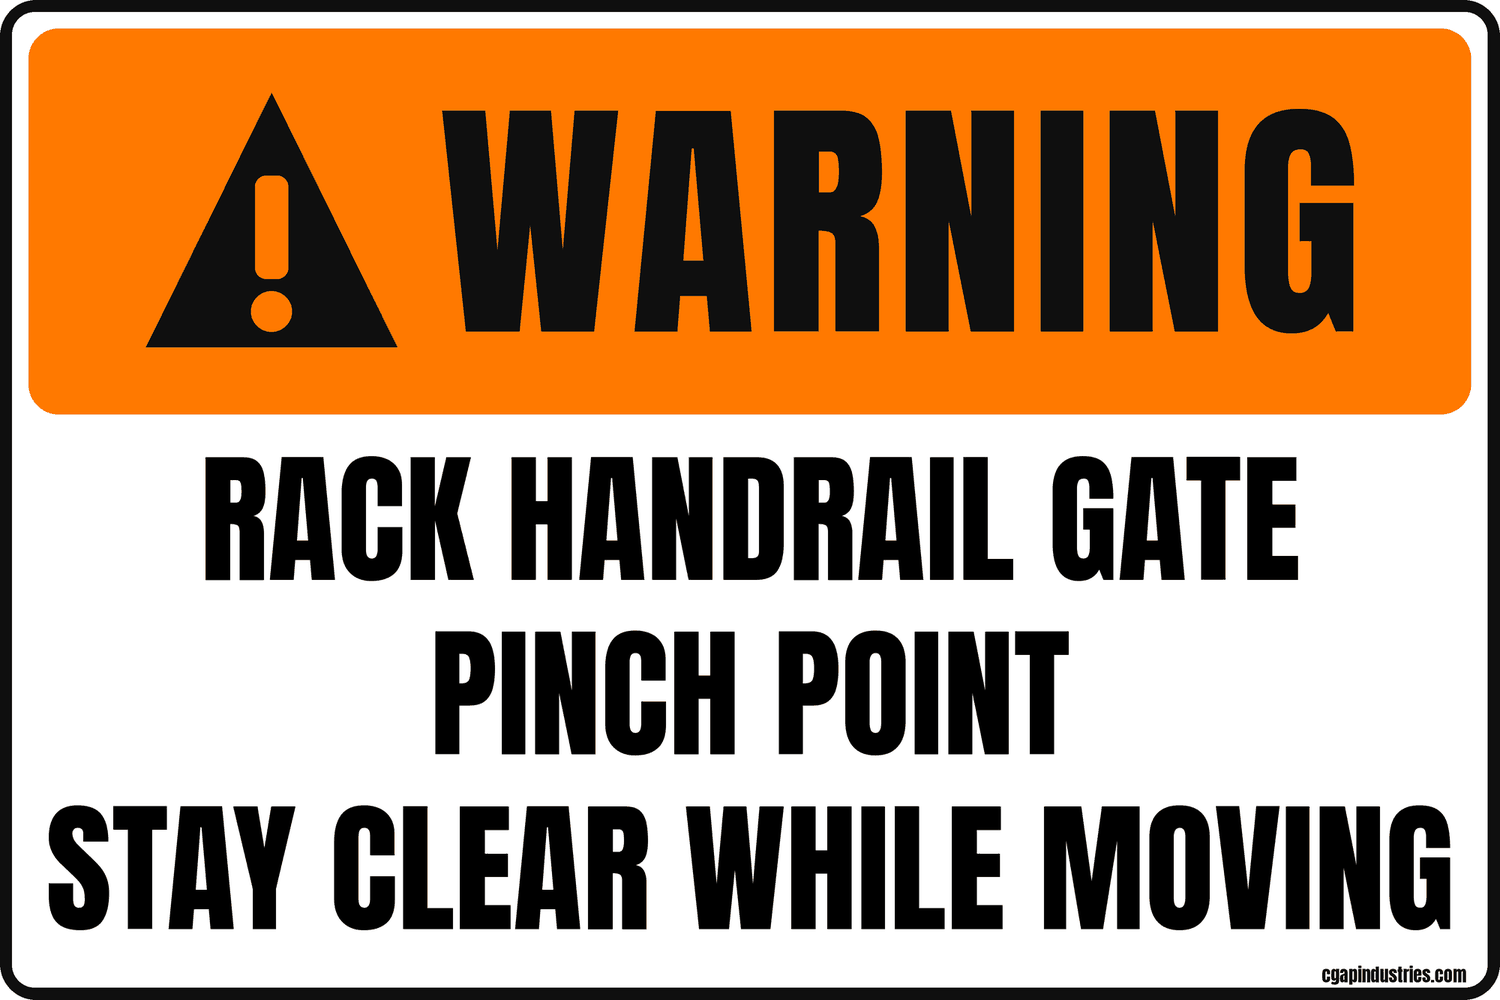 WARNING
RACK HANDRAIL GATE
PINCH POINT
STAY CLEAR WHILE MOVING
cgapindustries.com